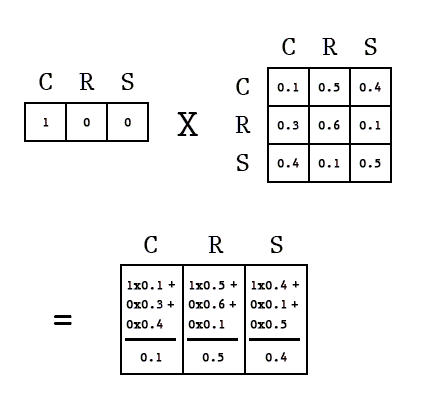 C R S
C R S
1 0 0
X
C 0.1 0.5 0.4
R 0.3 0.6 0.1
S 0.4 0.1 0.5
C R S
=
1x0.1 + 1x0.5 + 1x0.4 +
0x0.3 + 0x0.6 + 0x0.1 +
0x0.4 0x0.1 0x0.5
0.1 0.5 0.4